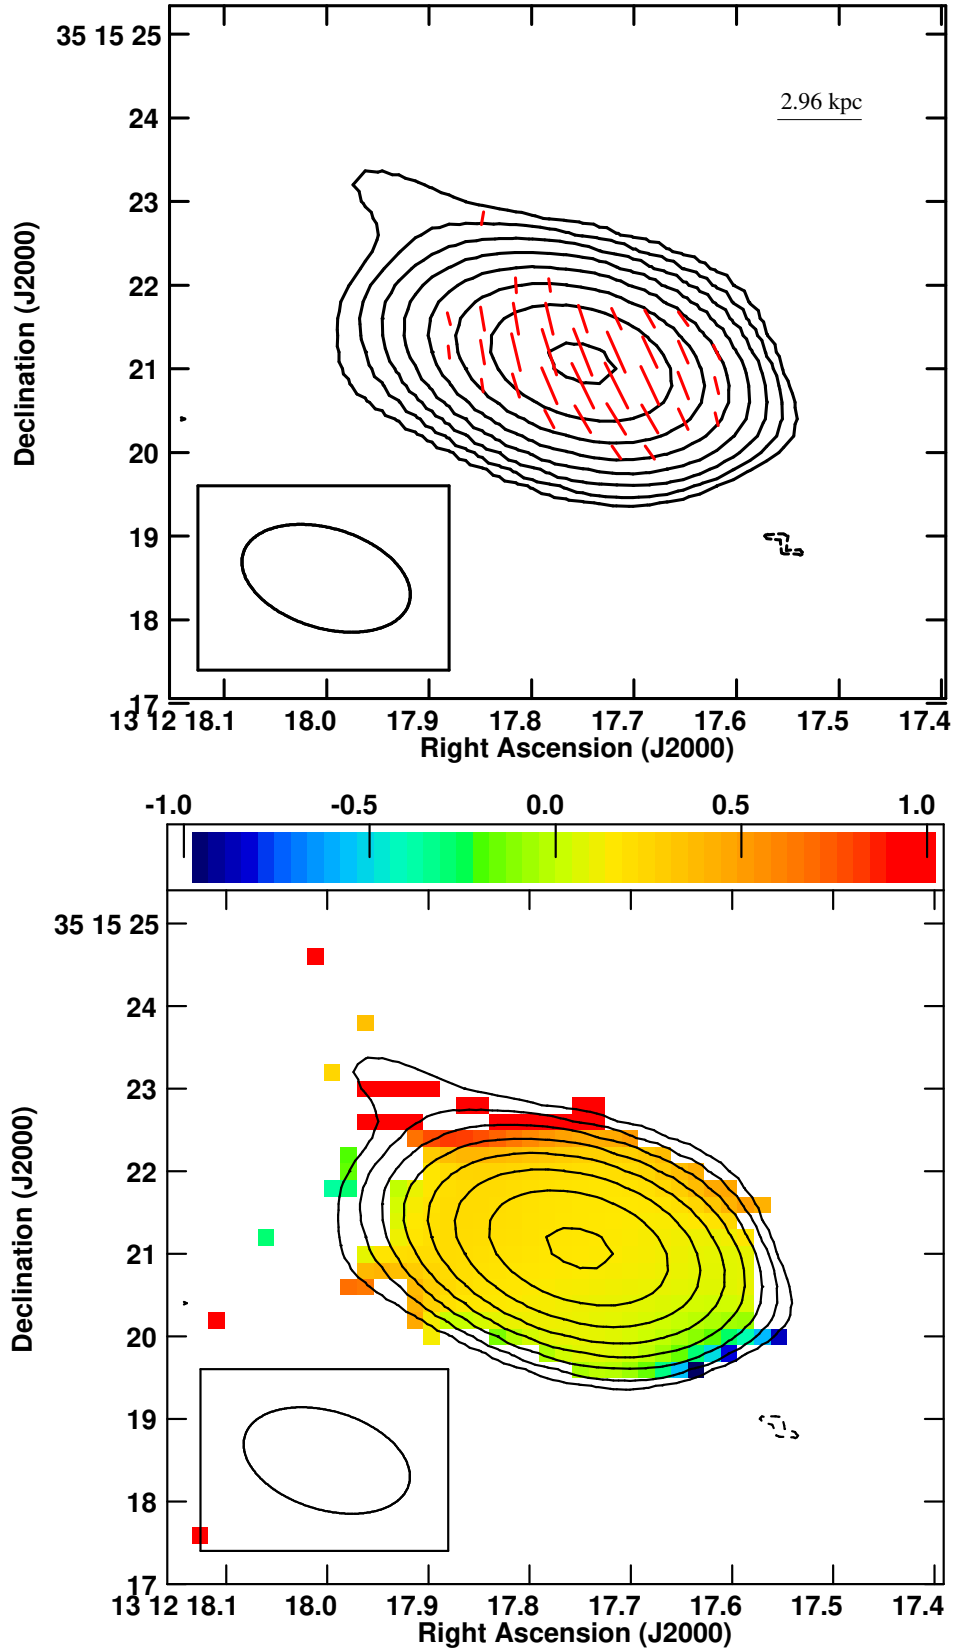 35 15 25
2.96 kpc
24
23
22
21
20
19
18
17
Declination (J2000)
13 12 18.1 18.0 17.9 17.8 17.7 17.6 17.5 17.4
Right Ascension (J2000)
-1.0 -0.5 0.0 0.5 1.0
35 15 25
24
23
22
21
20
19
18
17
Declination (J2000)
13 12 18.1 18.0 17.9 17.8 17.7 17.6 17.5 17.4
Right Ascension (J2000)